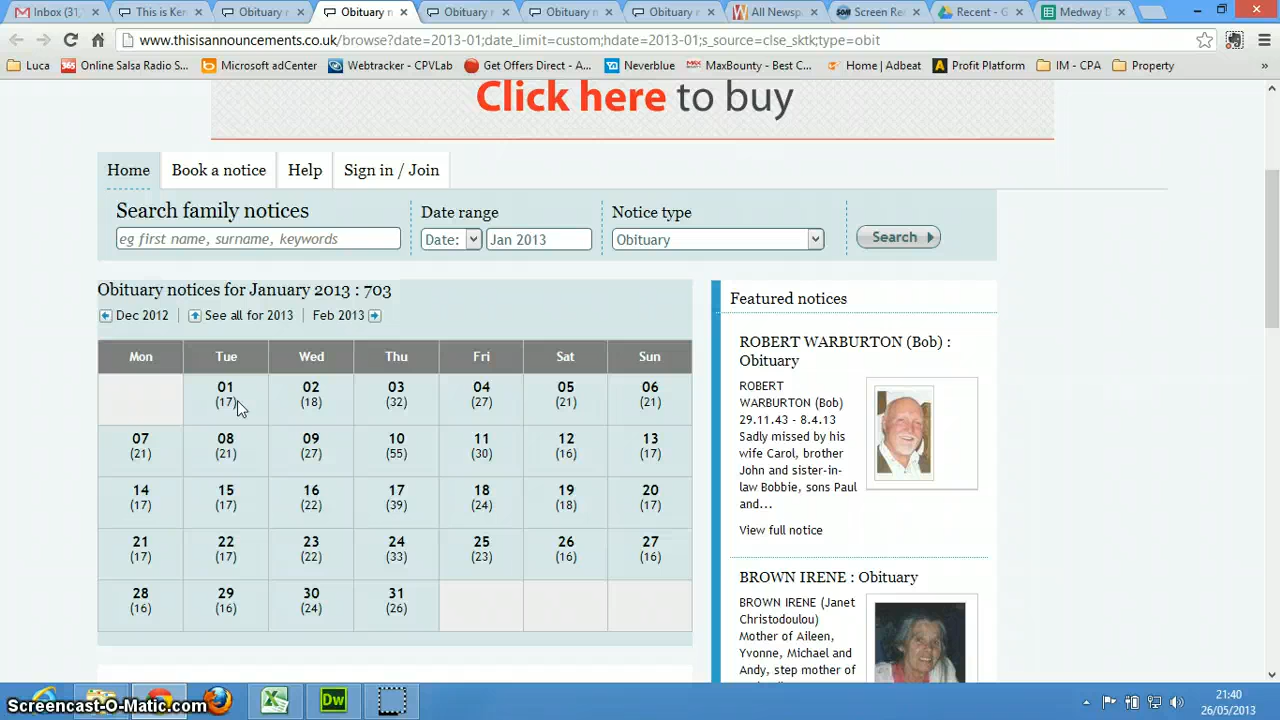 Inbox (31,
This is Ker
Obituary
Obituary n
Obituary n
Obituary n
Obituary n
All Newsp
Screen Re
Recent - G
Medway D
www.thisisannouncements.co.uk/browse?date=2013-01;date_limit=custom;hdate=2013-01;s_source=clse_sktk;type=obit
Luca
Online Salsa Radio S...
Microsoft adCenter
Webtracker - CPVLab
Get Offers Direct - A...
Neverblue
MaxBounty - Best C...
Home | Adbeat
Profit Platform
IM - CPA
Property
»
Click here to buy
Home
Book a notice
Help
Sign in / Join
Search family notices
Date range
Notice type
eg first name, surname, keywords
Date:
Jan 2013
Obituary
Search
Obituary notices for January 2013 : 703
Dec 2012
See all for 2013
Feb 2013
Mon Tue Wed Thu Fri Sat Sun
01 02 03 04 05 06
(17) (18) (32) (27) (21) (21)
07 08 09 10 11 12 13
(21) (21) (27) (55) (30) (16) (17)
14 15 16 17 18 19 20
(17) (17) (22) (39) (24) (18) (17)
21 22 23 24 25 26 27
(17) (17) (22) (33) (23) (16) (16)
28 29 30 31
(16) (16) (24) (26)
Featured notices
ROBERT WARBURTON (Bob) :
Obituary
ROBERT
WARBURTON (Bob)
29.11.43 - 8.4.13
Sadly missed by his
wife Carol, brother
John and sister-in-
law Bobbie, sons Paul
and...
View full notice
BROWN IRENE : Obituary
BROWN IRENE (Janet
Christodoulou)
Mother of Aileen,
Yvonne, Michael and
Andy, step mother of
Dw
Screencast-O-Matic.com
21:40
26/05/2013